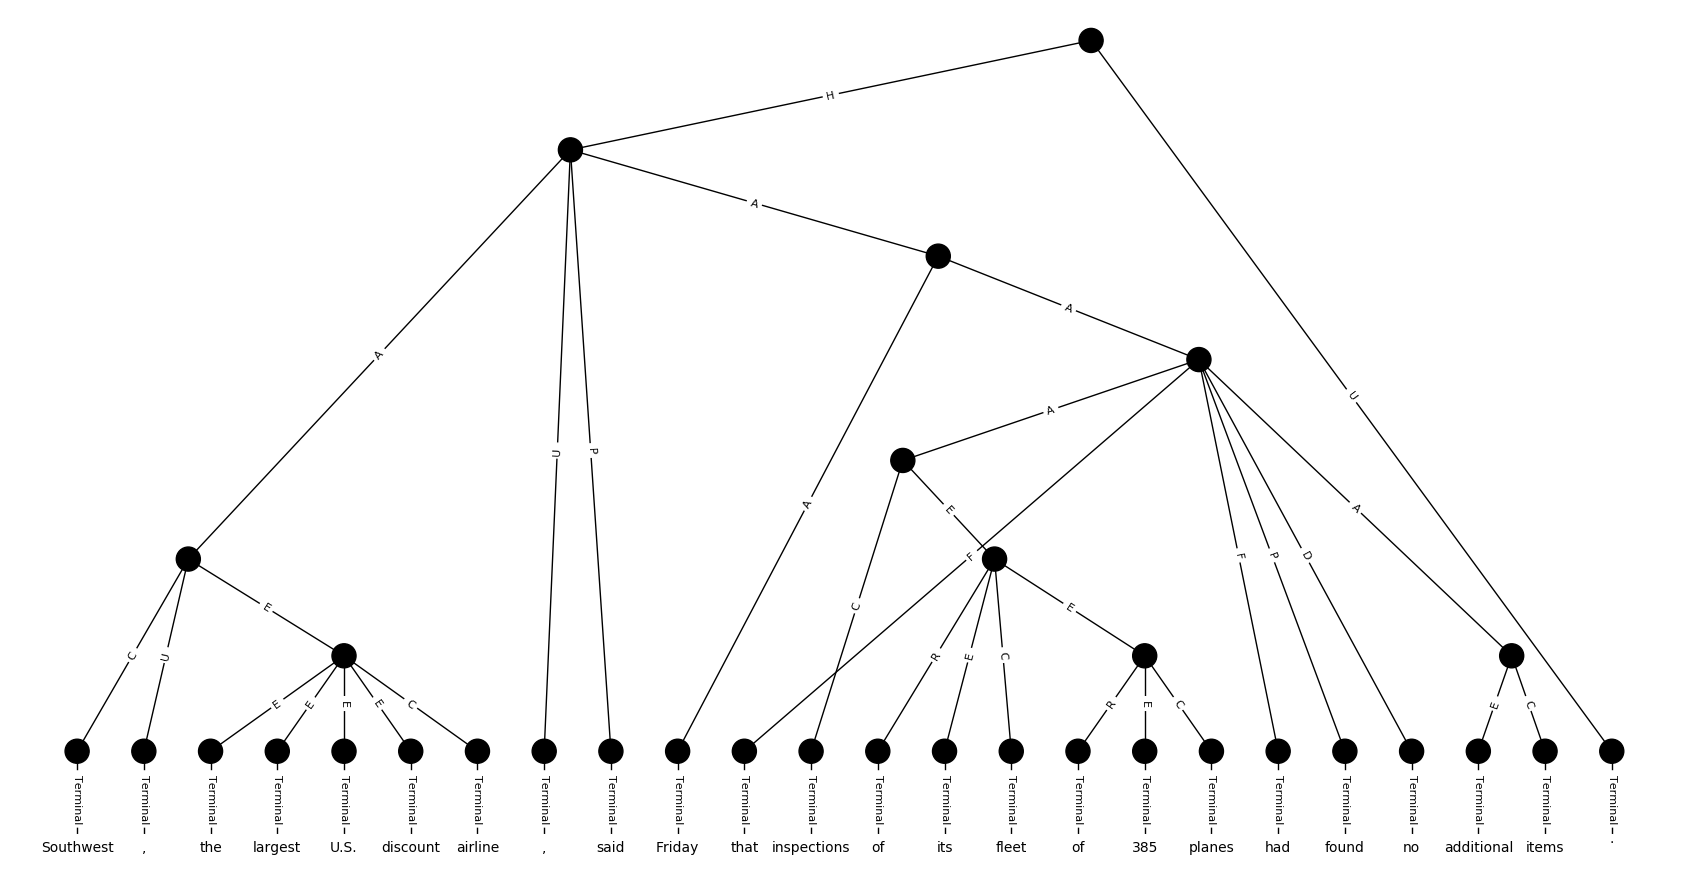 H
A
A
A
U
A
U
P
A
A
E
F
A
F
P
D
C
E
E
C
U
R
E
C
E
E
E
E
C
R
E
C
E
C
Terminal Terminal Terminal Terminal Terminal Terminal Terminal Terminal Terminal Terminal Terminal Terminal Terminal Terminal Terminal Terminal Terminal Terminal Terminal Terminal Terminal Terminal Terminal Terminal
Southwest , the largest U.S. discount airline , said Friday that inspections of its fleet of 385 planes had found no additional items .